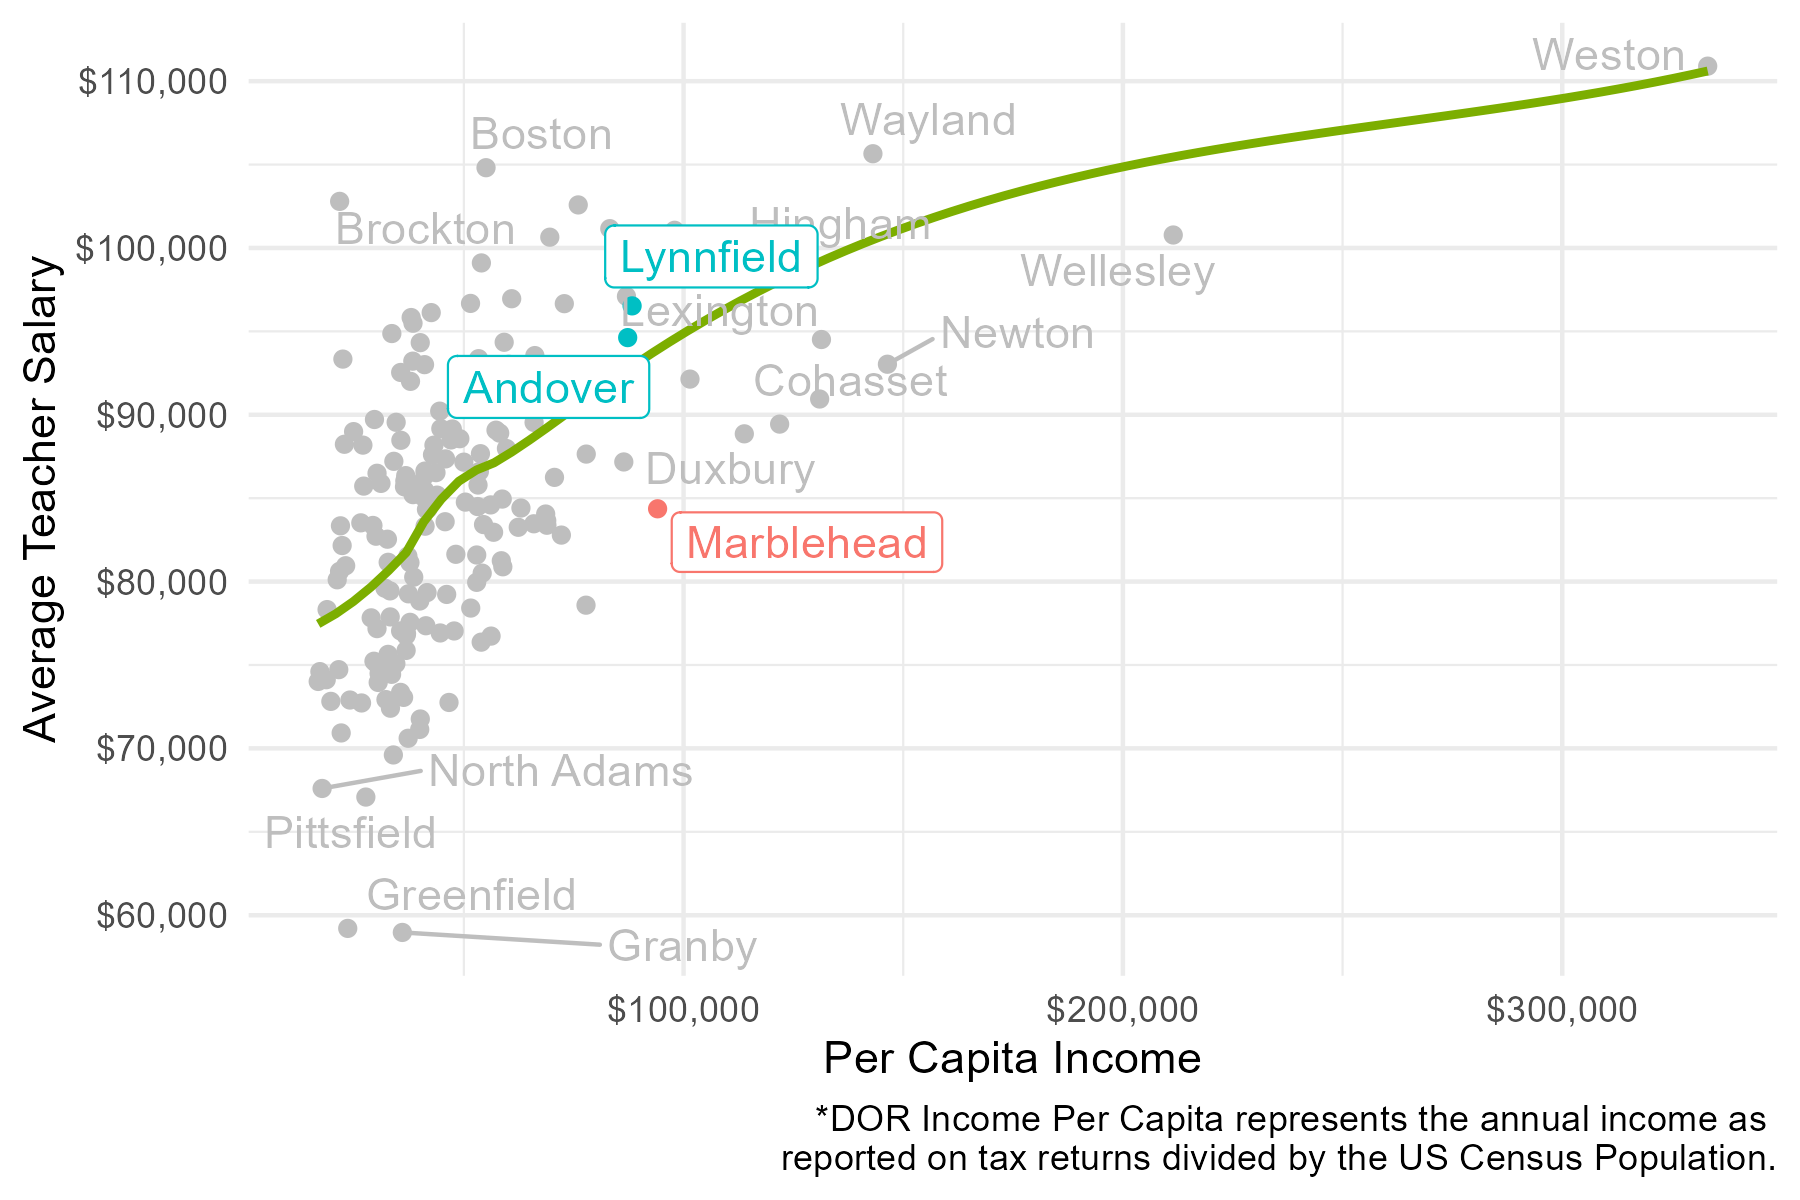 Weston
$110,000
Wayland
Boston
Hingham
Brockton
Lynnfield
$100,000
Wellesley
Lexington
Newton
Cohasset
Andover
$90,000
Duxbury
Marblehead
$80,000
North Adams
$70,000
Pittsfield
Greenfield
$60,000
Granby
Average Teacher Salary
$100,000
$200,000
$300,000
Per Capita Income
*DOR Income Per Capita represents the annual income as
reported on tax returns divided by the US Census Population.